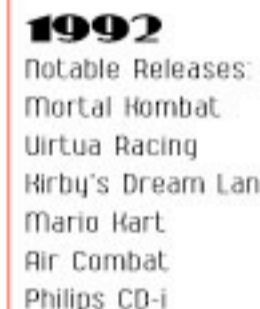 1992
Notable Releases:
Mortal Kombat
Virtua Racing
Kirby's Dream Lan
Mario Kart
Air Combat
Philips CD-i